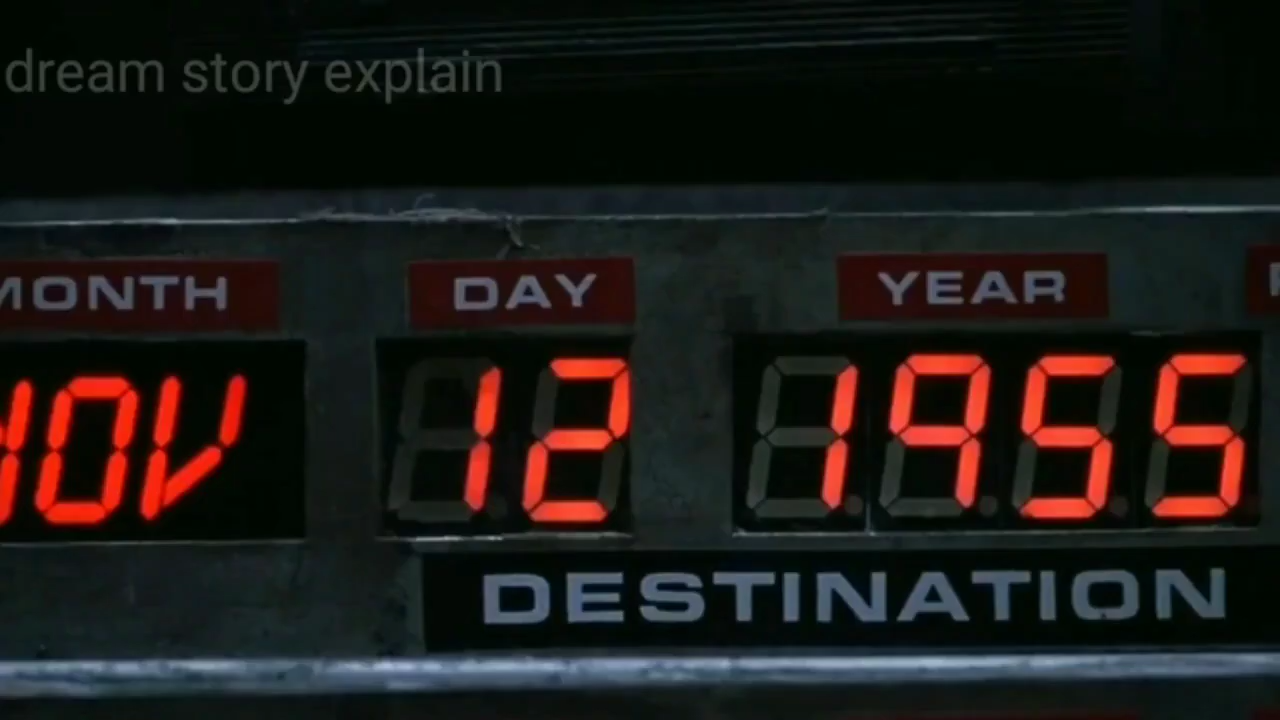 dream story explain
MONTH DAY YEAR
NOV 12 1955
DESTINATION